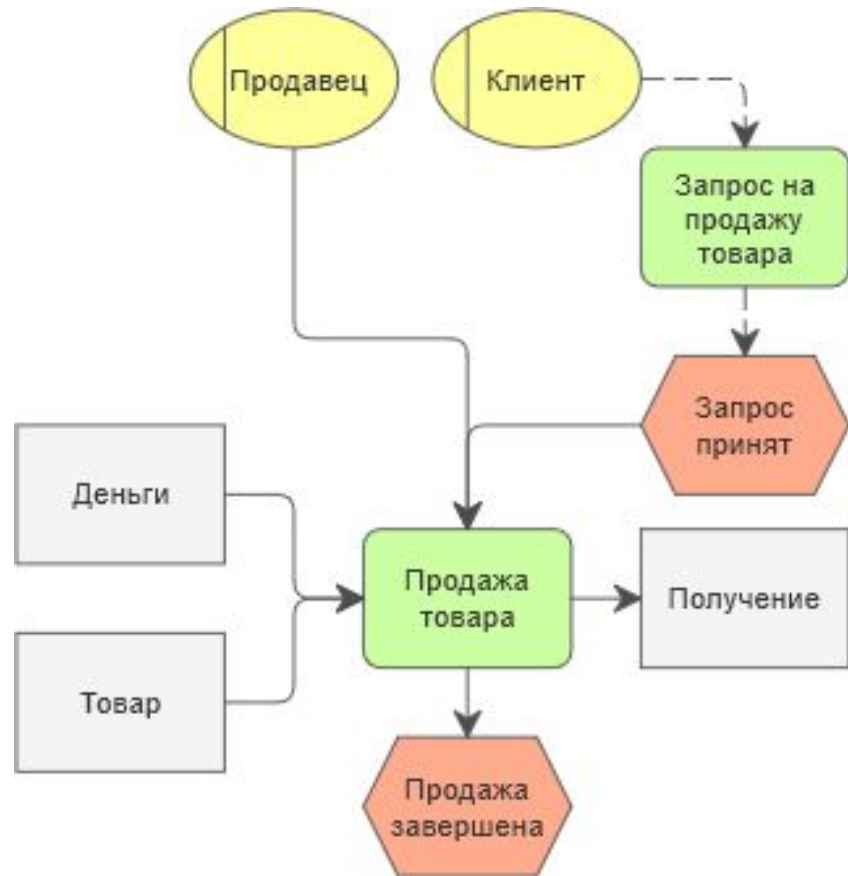 Продавец
Клиент
Запрос на
продажу
товара
Запрос
принят
Деньги
Продажа
товара
Получение
Товар
Продажа
завершена